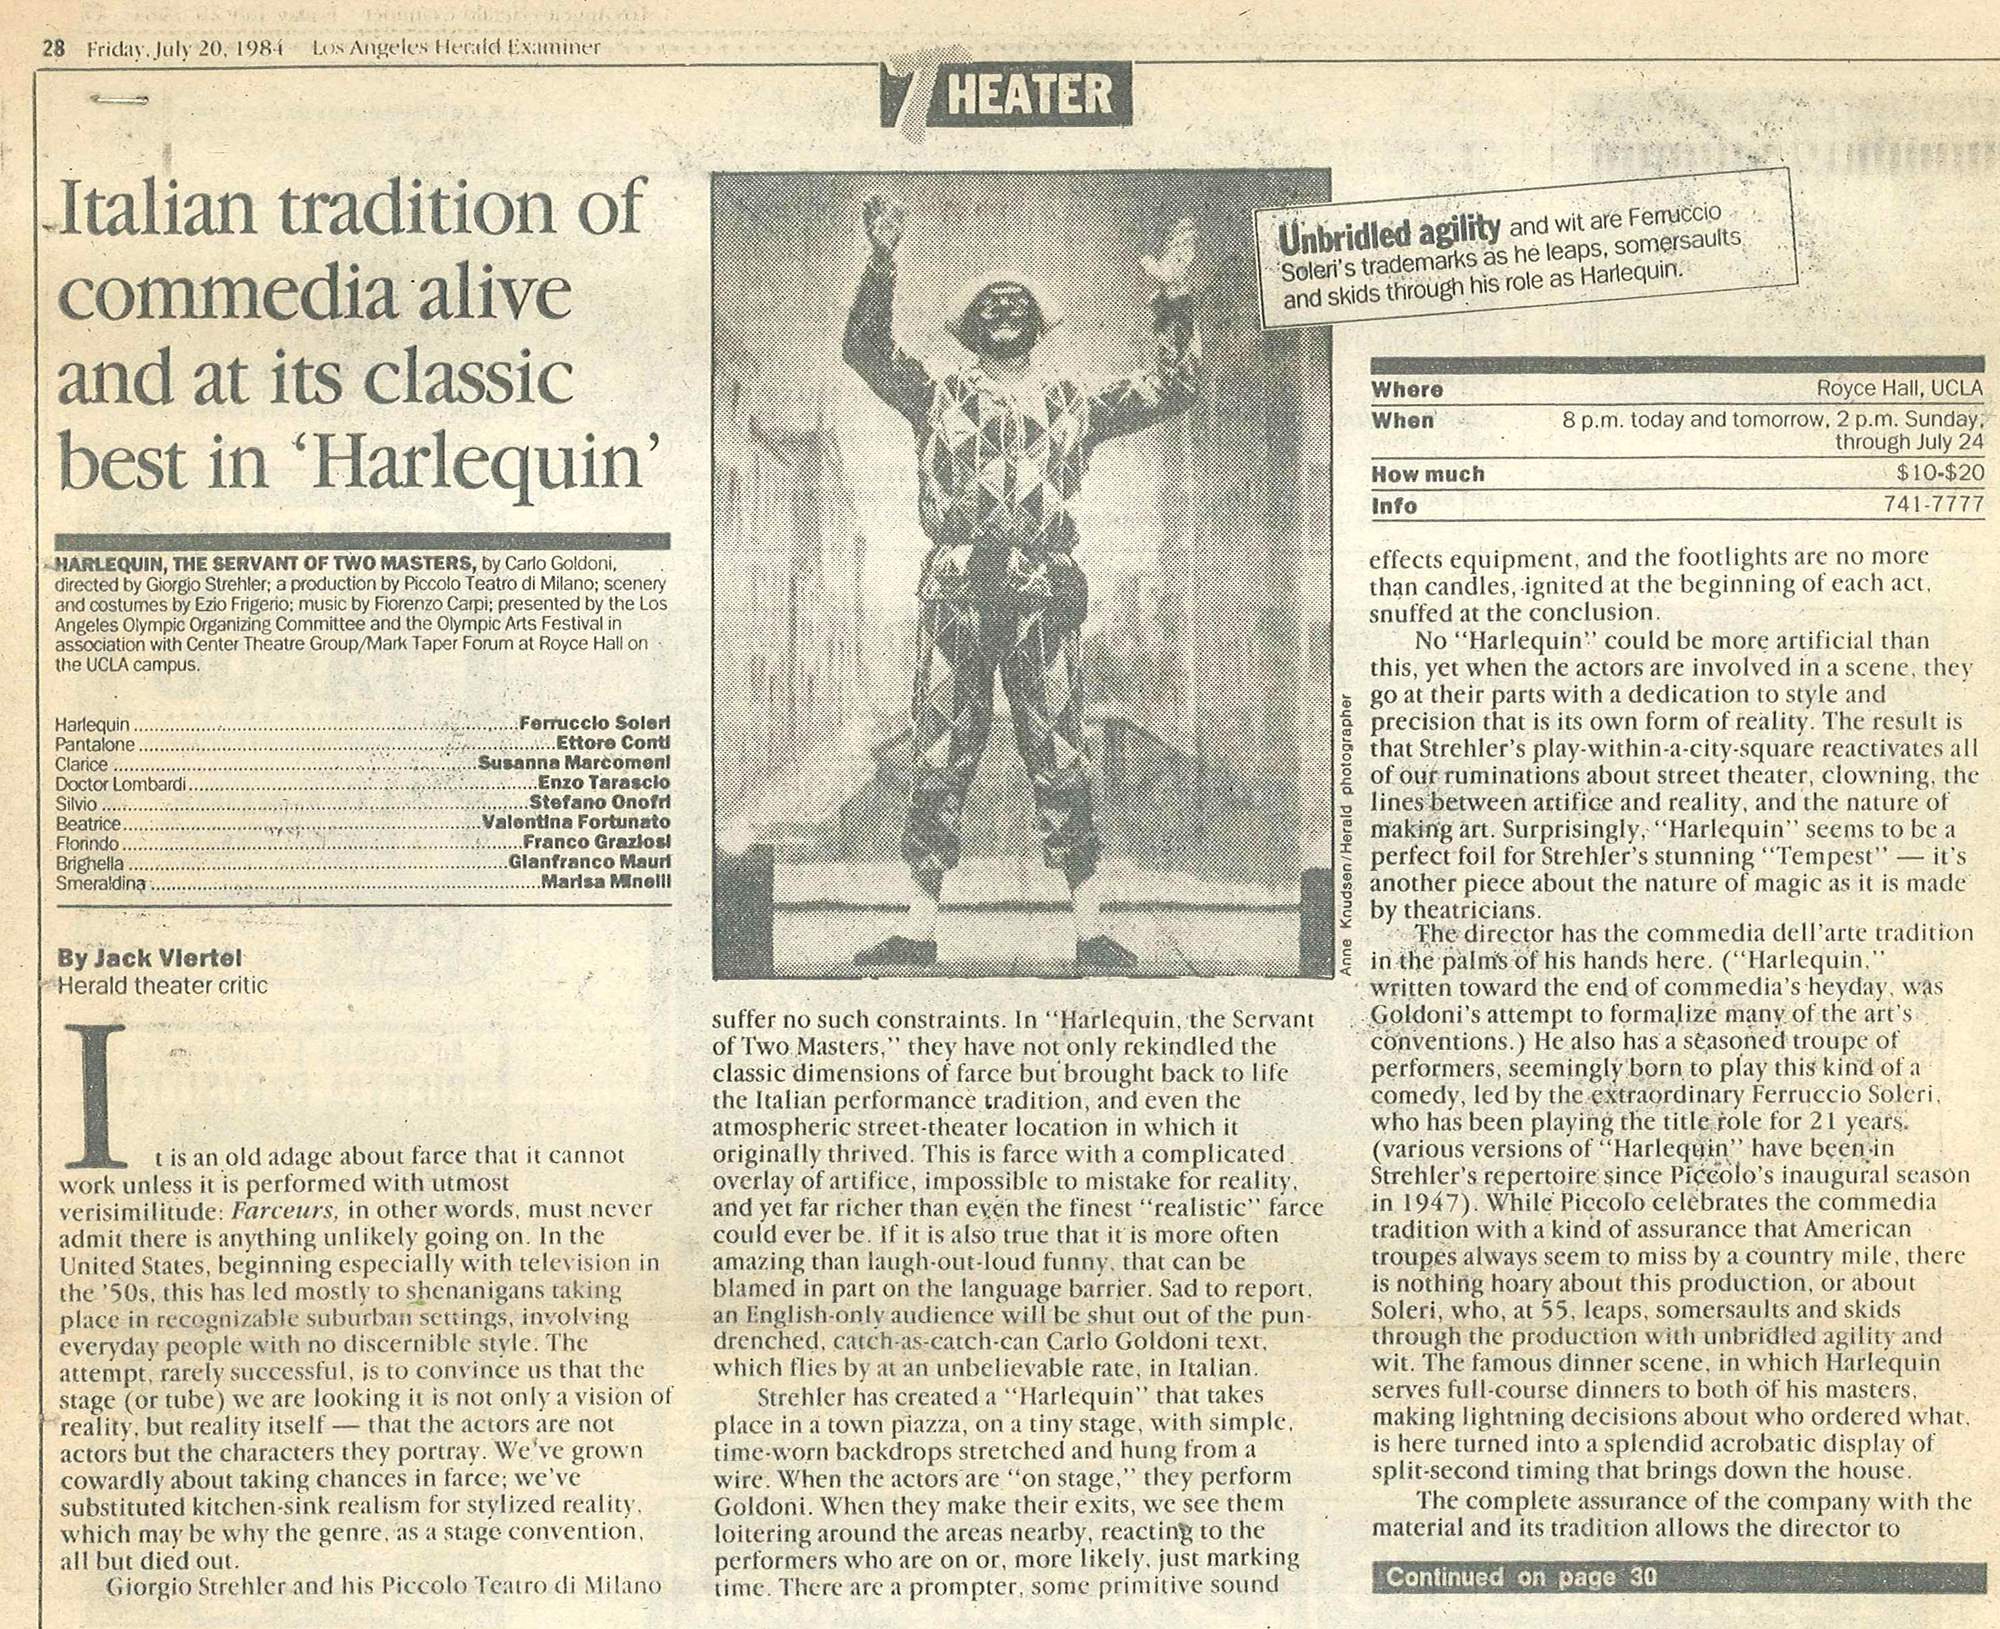 28 Friday, July 20, 1984 Los Angeles Herald Examiner
THEATER
Italian tradition of
commedia alive
and at its classic
best in ‘Harlequin’
HARLEQUIN, THE SERVANT OF TWO MASTERS, by Carlo Goldoni,
directed by Giorgio Strehler; a production by Piccolo Teatro di Milano; scenery
and costumes by Ezio Frigerio; music by Fiorenzo Carpi; presented by the Los
Angeles Olympic Organizing Committee and the Olympic Arts Festival in
association with Center Theatre Group/Mark Taper Forum at Royce Hall on
the UCLA campus.
Harlequin ..... Ferruccio Soleri
Pantalone ..... Ettore Conti
Clarice ..... Susanna Marcomeni
Doctor Lombardi ..... Enzo Tarascio
Silvio ..... Stefano Onofri
Beatrice ..... Valentina Fortunato
Florindo ..... Franco Graziosi
Brighella ..... Gianfranco Mauri
Smeraldina ..... Marisa Minelli
By Jack Viertel
Herald theater critic
It is an old adage about farce that it cannot
work unless it is performed with utmost
verisimilitude: Farceurs, in other words, must never
admit there is anything unlikely going on. In the
United States, beginning especially with television in
the ’50s, this has led mostly to shenanigans taking
place in recognizable suburban settings, involving
everyday people with no discernible style. The
attempt, rarely successful, is to convince us that the
stage (or tube) we are looking it is not only a vision of
reality, but reality itself — that the actors are not
actors but the characters they portray. We’ve grown
cowardly about taking chances in farce; we’ve
substituted kitchen-sink realism for stylized reality,
which may be why the genre, as a stage convention,
all but died out.
Giorgio Strehler and his Piccolo Teatro di Milano
Unbridled agility and wit are Ferruccio
Soleri’s trademarks as he leaps, somersaults
and skids through his role as Harlequin.
Anne Knudsen/Herald photographer
suffer no such constraints. In “Harlequin, the Servant
of Two Masters,” they have not only rekindled the
classic dimensions of farce but brought back to life
the Italian performance tradition, and even the
atmospheric street-theater location in which it
originally thrived. This is farce with a complicated
overlay of artifice, impossible to mistake for reality,
and yet far richer than even the finest “realistic” farce
could ever be. If it is also true that it is more often
amazing than laugh-out-loud funny, that can be
blamed in part on the language barrier. Sad to report,
an English-only audience will be shut out of the pun-
drenched, catch-as-catch-can Carlo Goldoni text,
which flies by at an unbelievable rate, in Italian.
Strehler has created a “Harlequin” that takes
place in a town piazza, on a tiny stage, with simple,
time-worn backdrops stretched and hung from a
wire. When the actors are “on stage,” they perform
Goldoni. When they make their exits, we see them
loitering around the areas nearby, reacting to the
performers who are on or, more likely, just marking
time. There are a prompter, some primitive sound
Where Royce Hall, UCLA
When 8 p.m. today and tomorrow, 2 p.m. Sunday,
through July 24
How much $10-$20
Info 741-7777
effects equipment, and the footlights are no more
than candles, ignited at the beginning of each act,
snuffed at the conclusion.
No “Harlequin” could be more artificial than
this, yet when the actors are involved in a scene, they
go at their parts with a dedication to style and
precision that is its own form of reality. The result is
that Strehler’s play-within-a-city-square reactivates all
of our ruminations about street theater, clowning, the
lines between artifice and reality, and the nature of
making art. Surprisingly, “Harlequin” seems to be a
perfect foil for Strehler’s stunning “Tempest” — it’s
another piece about the nature of magic as it is made
by theatricians.
The director has the commedia dell’arte tradition
in the palms of his hands here. (“Harlequin,”
written toward the end of commedia’s heyday, was
Goldoni’s attempt to formalize many of the art’s
conventions.) He also has a seasoned troupe of
performers, seemingly born to play this kind of a
comedy, led by the extraordinary Ferruccio Soleri,
who has been playing the title role for 21 years.
(various versions of “Harlequin” have been in
Strehler’s repertoire since Piccolo’s inaugural season
in 1947). While Piccolo celebrates the commedia
tradition with a kind of assurance that American
troupes always seem to miss by a country mile, there
is nothing hoary about this production, or about
Soleri, who, at 55, leaps, somersaults and skids
through the production with unbridled agility and
wit. The famous dinner scene, in which Harlequin
serves full-course dinners to both of his masters,
making lightning decisions about who ordered what,
is here turned into a splendid acrobatic display of
split-second timing that brings down the house.
The complete assurance of the company with the
material and its tradition allows the director to
Continued on page 30